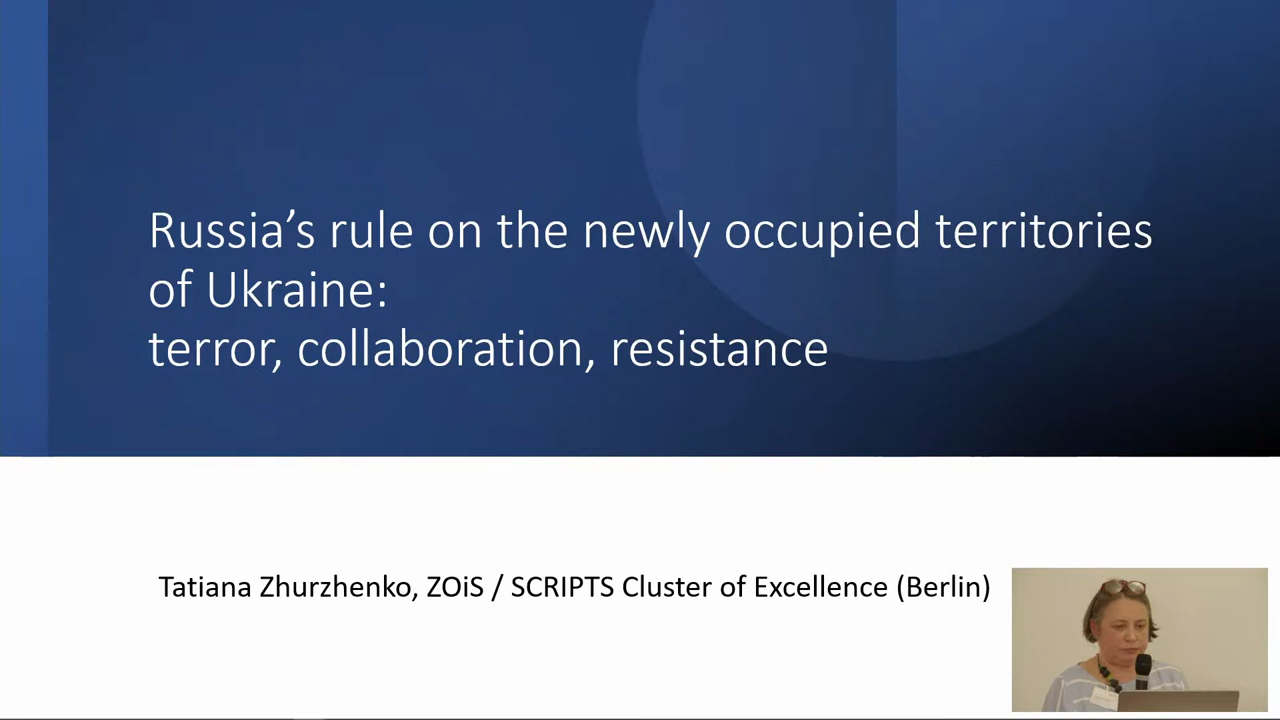 Russia’s rule on the newly occupied territories
of Ukraine:
terror, collaboration, resistance
Tatiana Zhurzhenko, ZOiS / SCRIPTS Cluster of Excellence (Berlin)